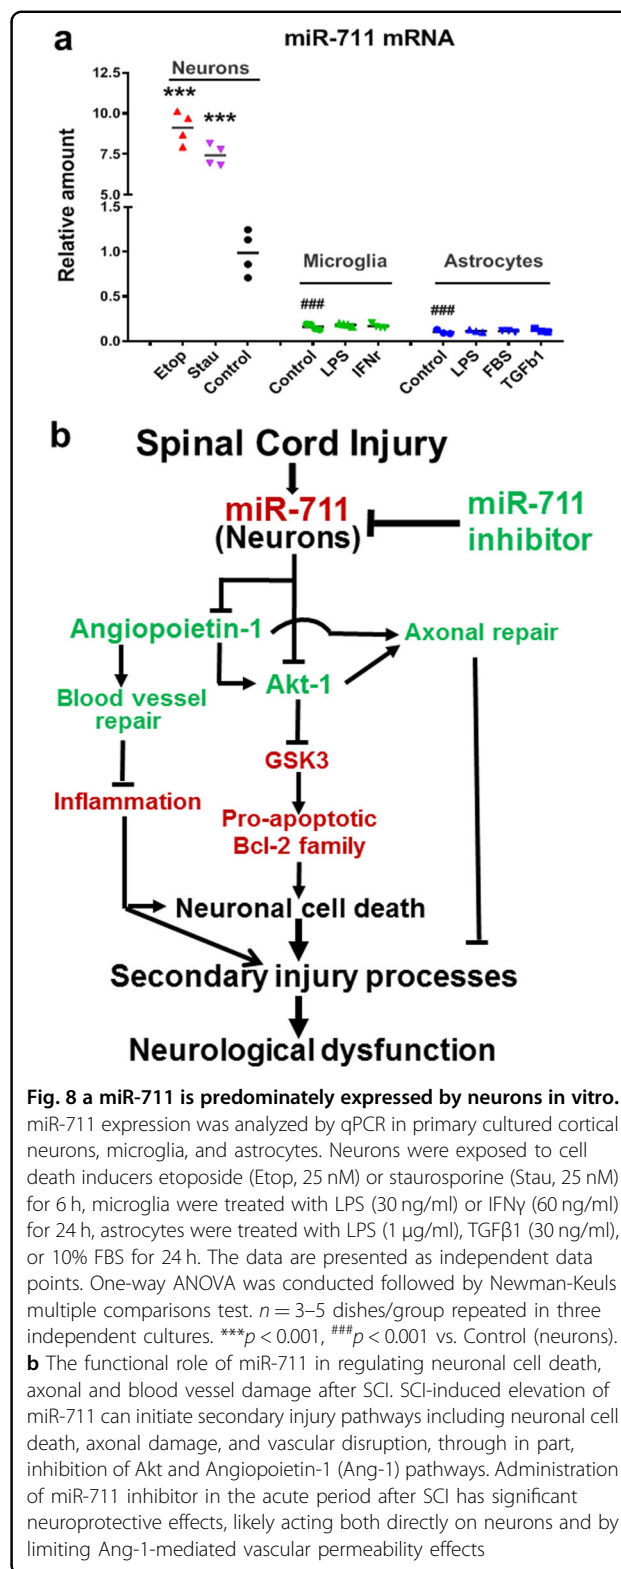 a
miR-711 mRNA
Neurons
***
***
12.5
10.0
7.5
5.0
1.5
1.0
0.5
0.0
Relative amount
Microglia
Astrocytes
###
###
Etop
Stau
Control
Control
LPS
IFNr
Control
LPS
FBS
TGFb1
b
Spinal Cord Injury
miR-711
(Neurons)
miR-711
inhibitor
Angiopoietin-1
Axonal repair
Akt-1
Blood vessel
repair
GSK3
Inflammation
Pro-apoptotic
Bcl-2 family
Neuronal cell death
Secondary injury processes
Neurological dysfunction
Fig. 8 a miR-711 is predominately expressed by neurons in vitro.
miR-711 expression was analyzed by qPCR in primary cultured cortical
neurons, microglia, and astrocytes. Neurons were exposed to cell
death inducers etoposide (Etop, 25 nM) or staurosporine (Stau, 25 nM)
for 6 h, microglia were treated with LPS (30 ng/ml) or IFNγ (60 ng/ml)
for 24 h, astrocytes were treated with LPS (1 μg/ml), TGFβ1 (30 ng/ml),
or 10% FBS for 24 h. The data are presented as independent data
points. One-way ANOVA was conducted followed by Newman-Keuls
multiple comparisons test. n = 3–5 dishes/group repeated in three
independent cultures. ***p < 0.001, ###p < 0.001 vs. Control (neurons).
b The functional role of miR-711 in regulating neuronal cell death,
axonal and blood vessel damage after SCI. SCI-induced elevation of
miR-711 can initiate secondary injury pathways including neuronal cell
death, axonal damage, and vascular disruption, through in part,
inhibition of Akt and Angiopoietin-1 (Ang-1) pathways. Administration
of miR-711 inhibitor in the acute period after SCI has significant
neuroprotective effects, likely acting both directly on neurons and by
limiting Ang-1-mediated vascular permeability effects